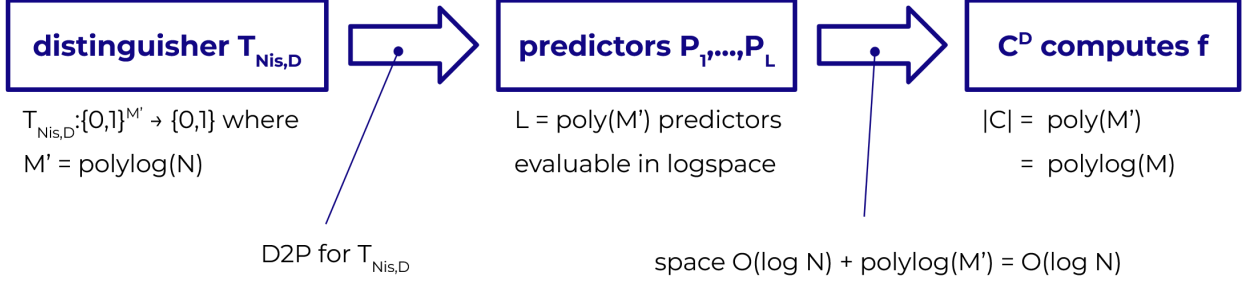 distinguisher T_Nis,D
predictors P_1,...,P_L
C^D computes f
T_Nis,D:{0,1}^M' → {0,1} where
M' = polylog(N)
L = poly(M') predictors
evaluable in logspace
|C| = poly(M')
= polylog(M)
D2P for T_Nis,D
space O(log N) + polylog(M') = O(log N)